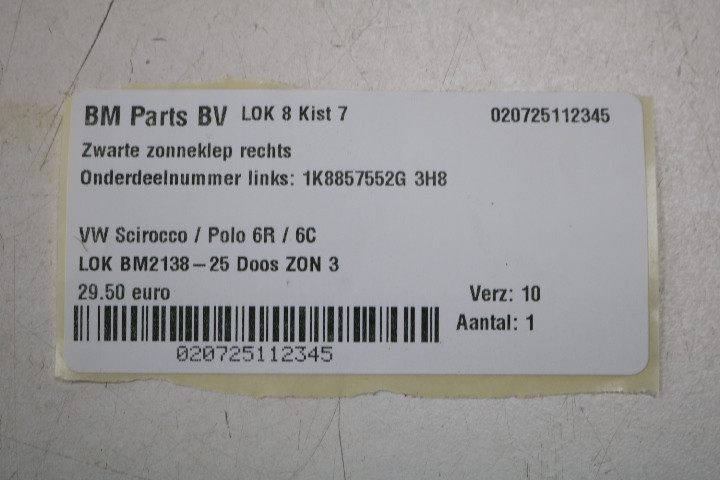 BM Parts BV LOK 8 Kist 7 020725112345
Zwarte zonneklep rechts
Onderdeelnummer links: 1K8857552G 3H8
VW Scirocco / Polo 6R / 6C
LOK BM2138-25 Doos ZON 3
29.50 euro Verz: 10
Aantal: 1
020725112345